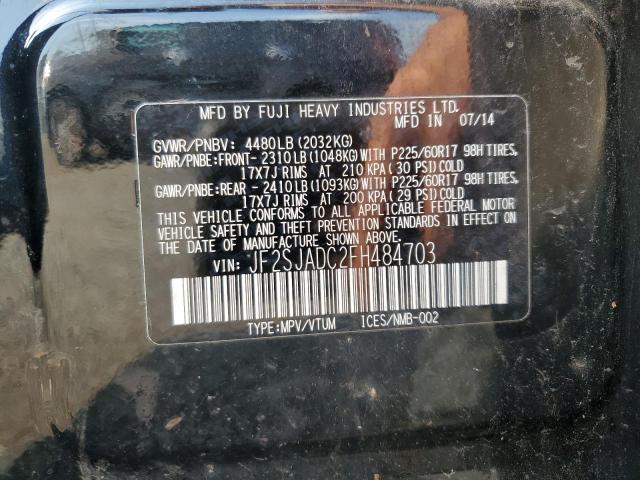 MFD BY FUJI HEAVY INDUSTRIES LTD.
MFD IN 07/14
GVWR/PNBV: 4480LB(2032KG)
GAWR/PNBE:FRONT- 2310LB(1048KG)WITH P225/60R17 98H TIRES,
17X7J RIMS AT 210 KPA(30 PSI)COLD
GAWR/PNBE:REAR - 2410LB(1093KG)WITH P225/60R17 98H TIRES,
17X7J RIMS AT 200 KPA(29 PSI)COLD
THIS VEHICLE CONFORMS TO ALL APPLICABLE FEDERAL MOTOR
VEHICLE SAFETY AND THEFT PREVENTION STANDARDS IN EFFECT ON
THE DATE OF MANUFACTURE SHOWN ABOVE.
VIN: JF2SJADC2FH484703
TYPE:MPV/VTUM ICES/NMB-002